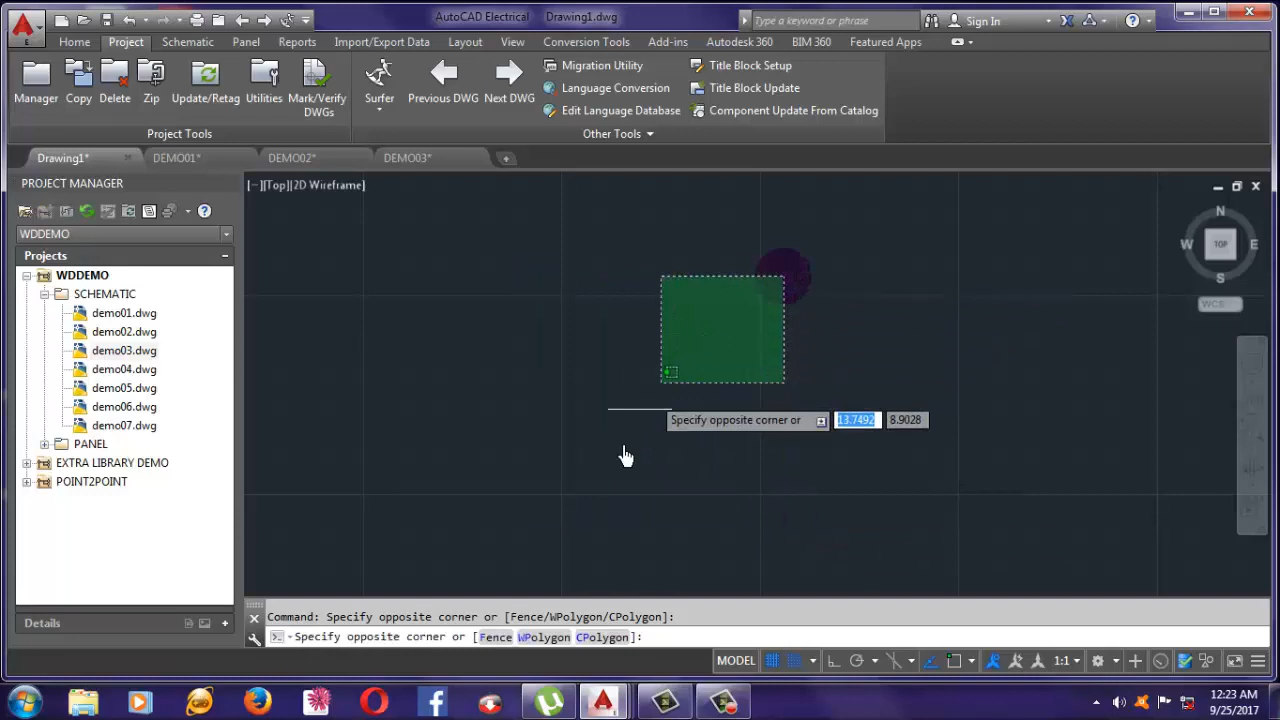 AutoCAD Electrical Drawing1.dwg
Type a keyword or phrase
Sign In
Home Project Schematic Panel Reports Import/Export Data Layout View Conversion Tools Add-ins Autodesk 360 BIM 360 Featured Apps
Manager Copy Delete Zip Update/Retag Utilities Mark/Verify DWGs
Surfer Previous DWG Next DWG
Migration Utility
Language Conversion
Edit Language Database
Title Block Setup
Title Block Update
Component Update From Catalog
Project Tools
Other Tools
Drawing1* DEMO01* DEMO02* DEMO03*
PROJECT MANAGER
WDDEMO
Projects
WDDEMO
SCHEMATIC
demo01.dwg
demo02.dwg
demo03.dwg
demo04.dwg
demo05.dwg
demo06.dwg
demo07.dwg
PANEL
EXTRA LIBRARY DEMO
POINT2POINT
Details
[−][Top][2D Wireframe]
N
W TOP E
S
WCS
Specify opposite corner or 13.7492 8.9028
Command: Specify opposite corner or [Fence/WPolygon/CPolygon]:
Specify opposite corner or [Fence WPolygon CPolygon]:
MODEL 1:1
12:23 AM
9/25/2017